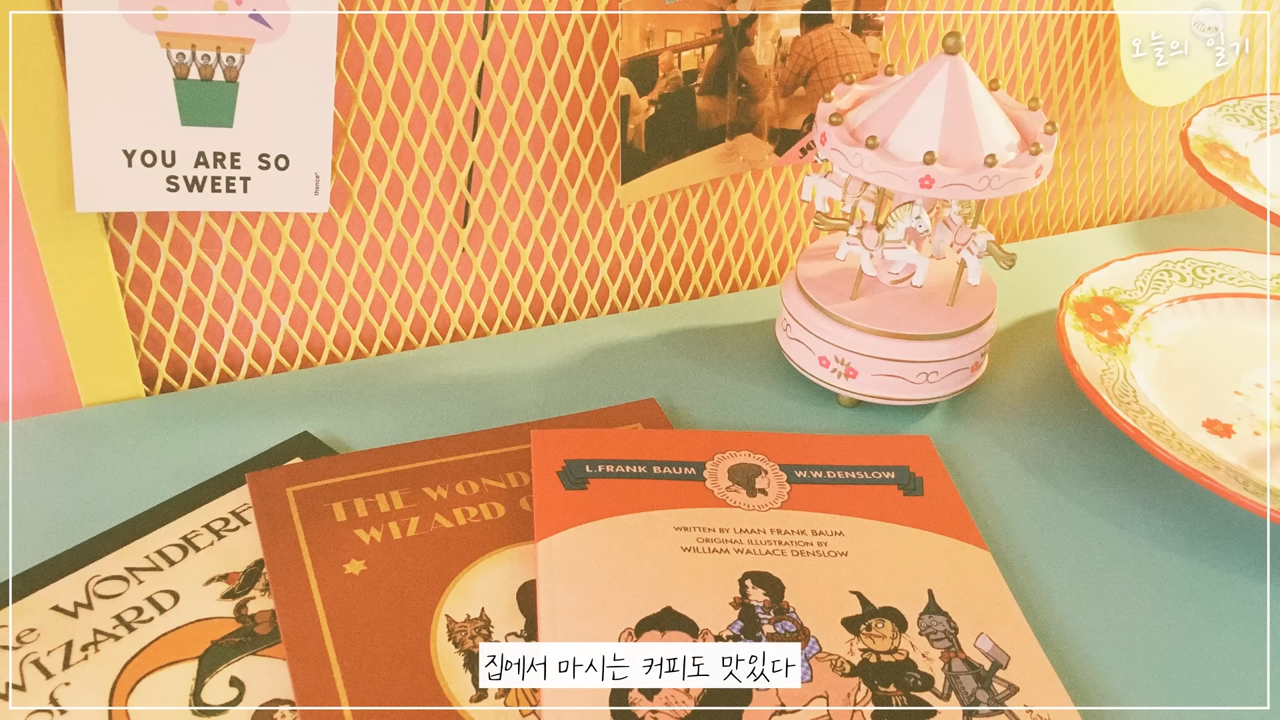 오늘의 일기
YOU ARE SO
SWEET
thence
L.FRANK BAUM W.W.DENSLOW
WRITTEN BY LMAN FRANK BAUM
ORIGINAL ILLUSTRATION BY
WILLIAM WALLACE DENSLOW
THE WOND
WIZARD
WONDERF
WIZARD
of
집에서 마시는 커피도 맛있다